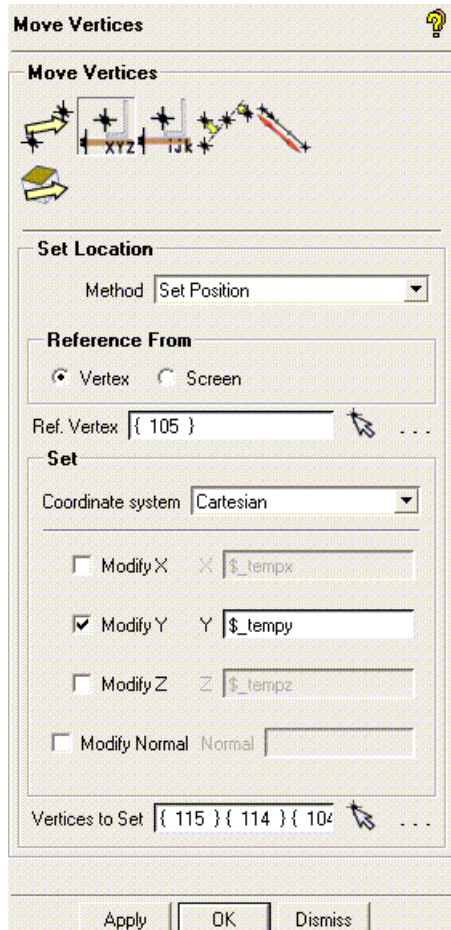 Move Vertices
Move Vertices
XYZ ijk
Set Location
Method Set Position
Reference From
Vertex Screen
Ref. Vertex { 105 } ...
Set
Coordinate system Cartesian
Modify X X $_tempx
Modify Y Y $_tempy
Modify Z Z $_tempz
Modify Normal Normal
Vertices to Set { 115 } { 114 } { 104 ...
Apply OK Dismiss